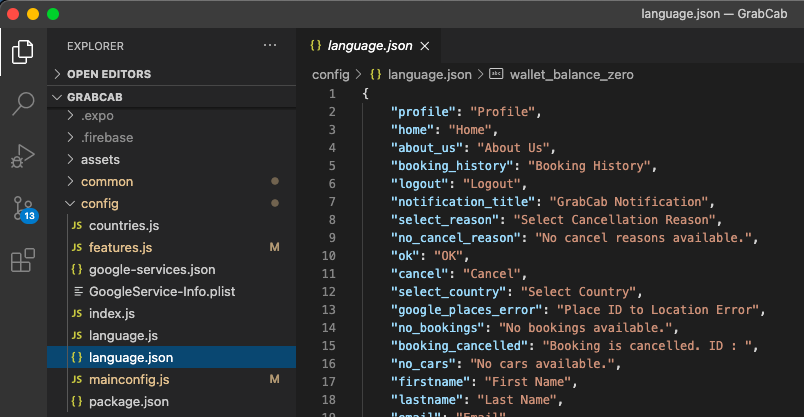 language.json — GrabCab
EXPLORER
OPEN EDITORS
GRABCAB
.expo
.firebase
assets
common
config
countries.js
features.js M
google-services.json
GoogleService-Info.plist
index.js
language.js
language.json
mainconfig.js M
package.json
13
{} language.json ×
config > {} language.json > abc wallet_balance_zero
1 {
2 "profile": "Profile",
3 "home": "Home",
4 "about_us": "About Us",
5 "booking_history": "Booking History",
6 "logout": "Logout",
7 "notification_title": "GrabCab Notification",
8 "select_reason": "Select Cancellation Reason",
9 "no_cancel_reason": "No cancel reasons available.",
10 "ok": "OK",
11 "cancel": "Cancel",
12 "select_country": "Select Country",
13 "google_places_error": "Place ID to Location Error",
14 "no_bookings": "No bookings available.",
15 "booking_cancelled": "Booking is cancelled. ID : ",
16 "no_cars": "No cars available.",
17 "firstname": "First Name",
18 "lastname": "Last Name",
19 "email": "Email",